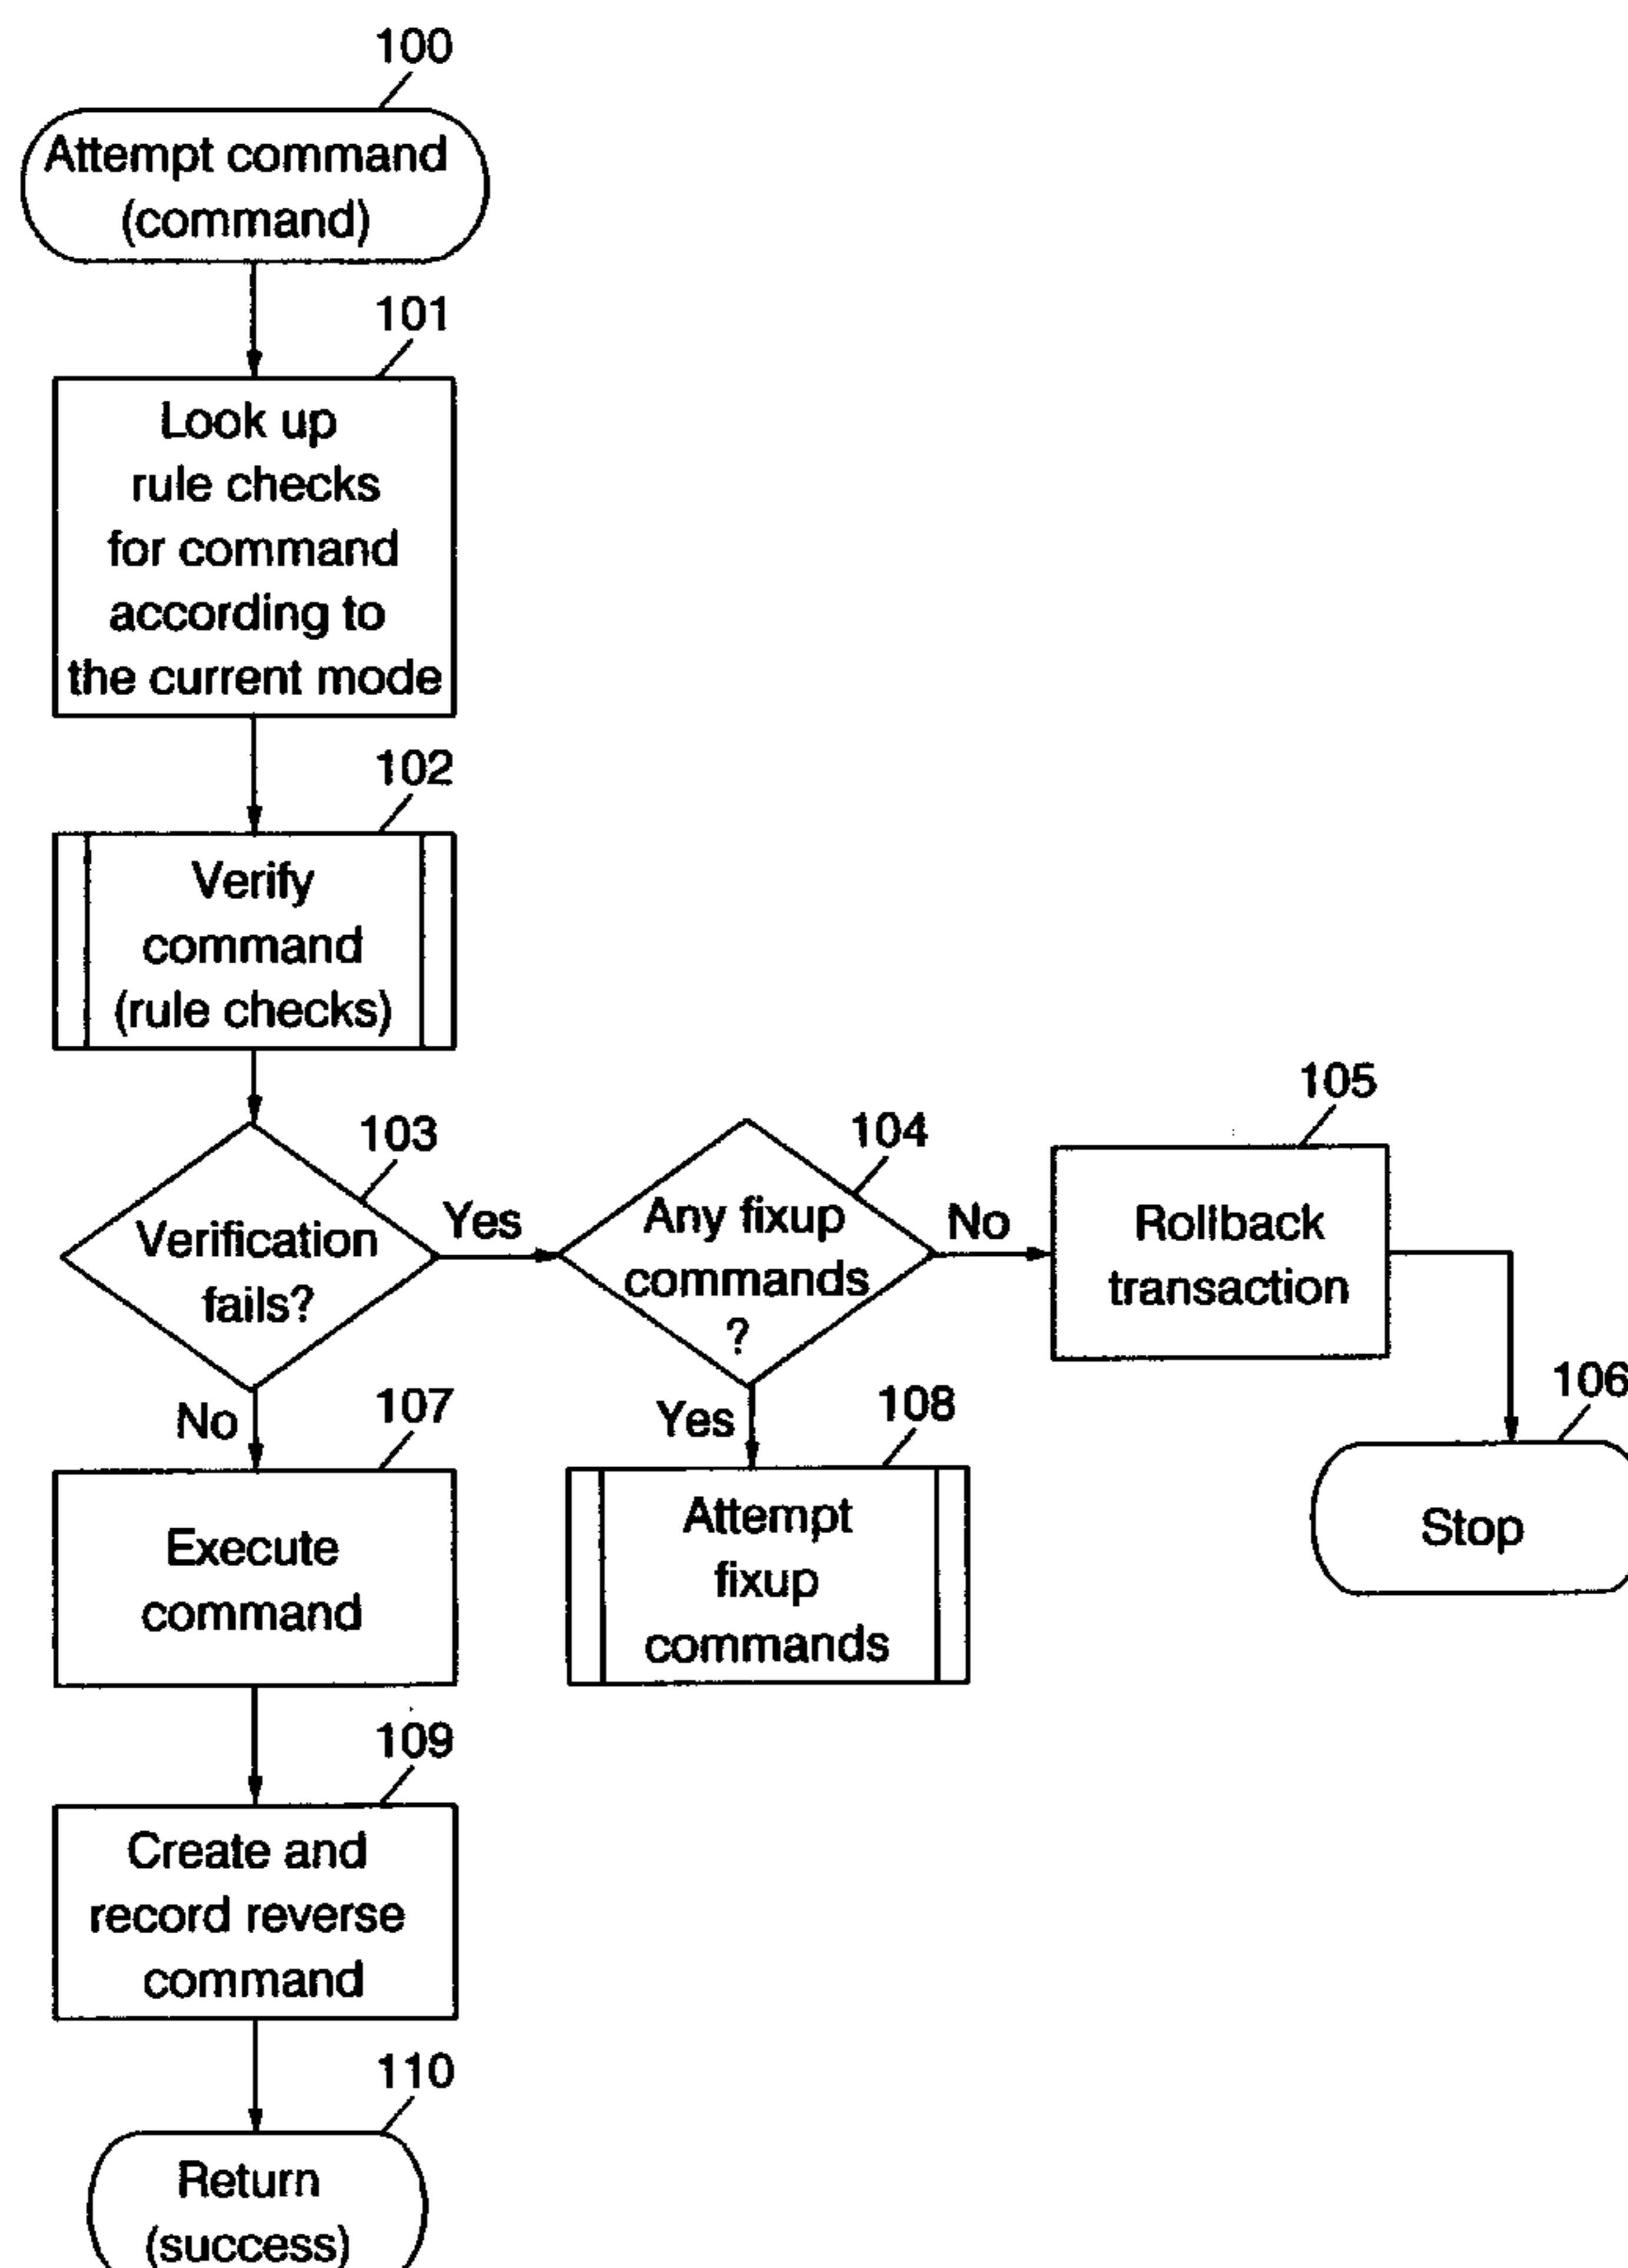 100
Attempt command
(command)
101
Look up
rule checks
for command
according to
the current mode
102
Verify
command
(rule checks)
103
Verification
fails?
Yes
No
104
Any fixup
commands
?
No
Yes
105
Rollback
transaction
106
Stop
107
Execute
command
108
Attempt
fixup
commands
109
Create and
record reverse
command
110
Return
(success)